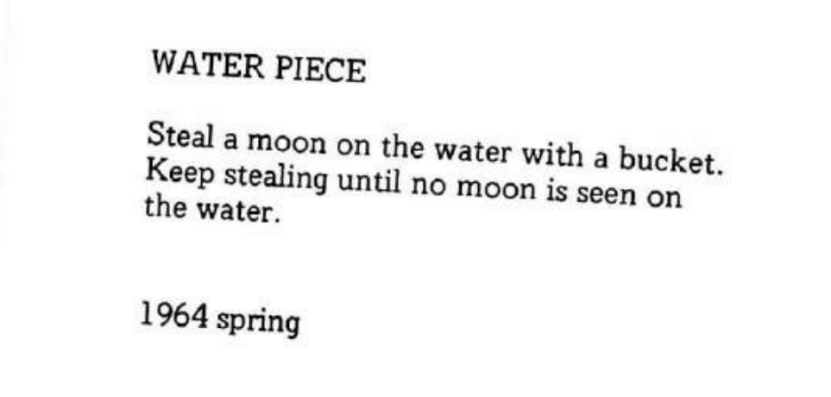 WATER PIECE
Steal a moon on the water with a bucket.
Keep stealing until no moon is seen on
the water.
1964 spring